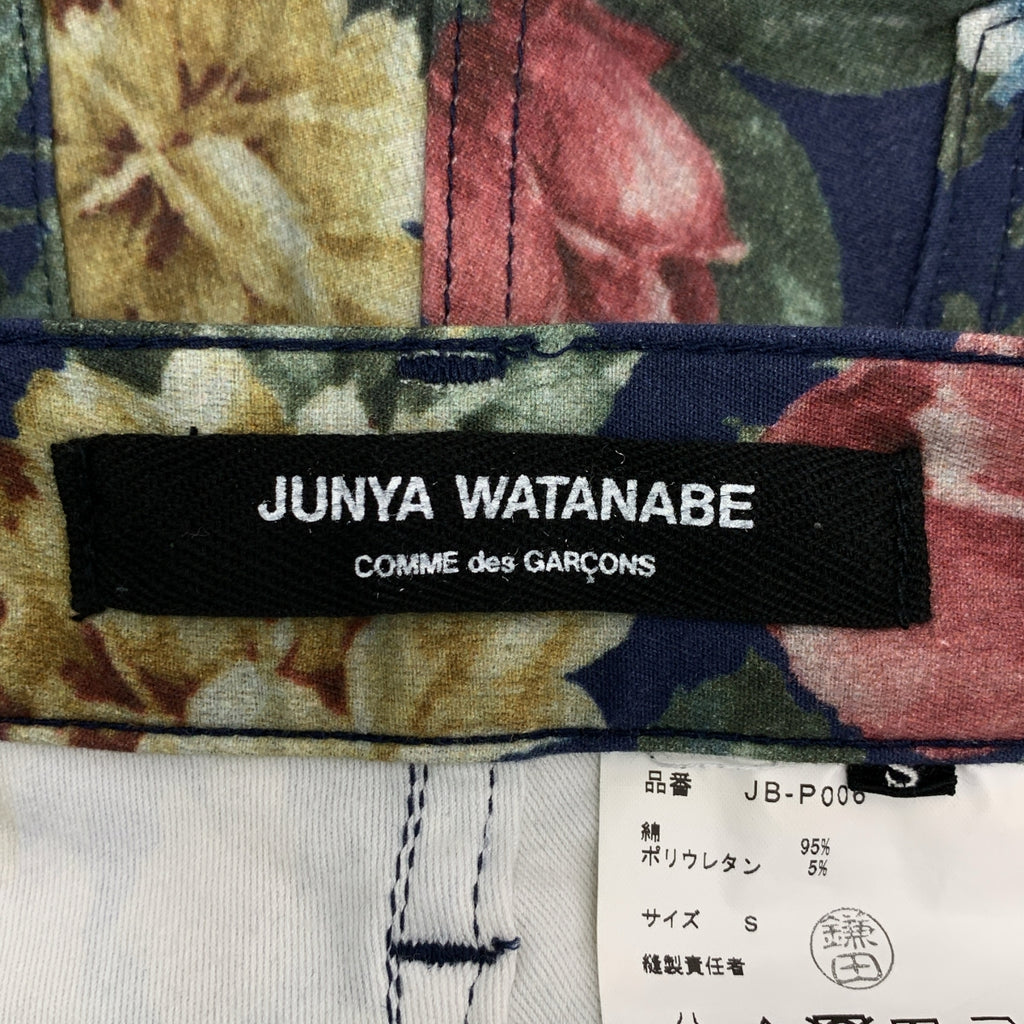 JUNYA WATANABE
COMME des GARÇONS
品番 JB-P006
綿 95%
ポリウレタン 5%
サイズ S
縫製責任者 鎌田